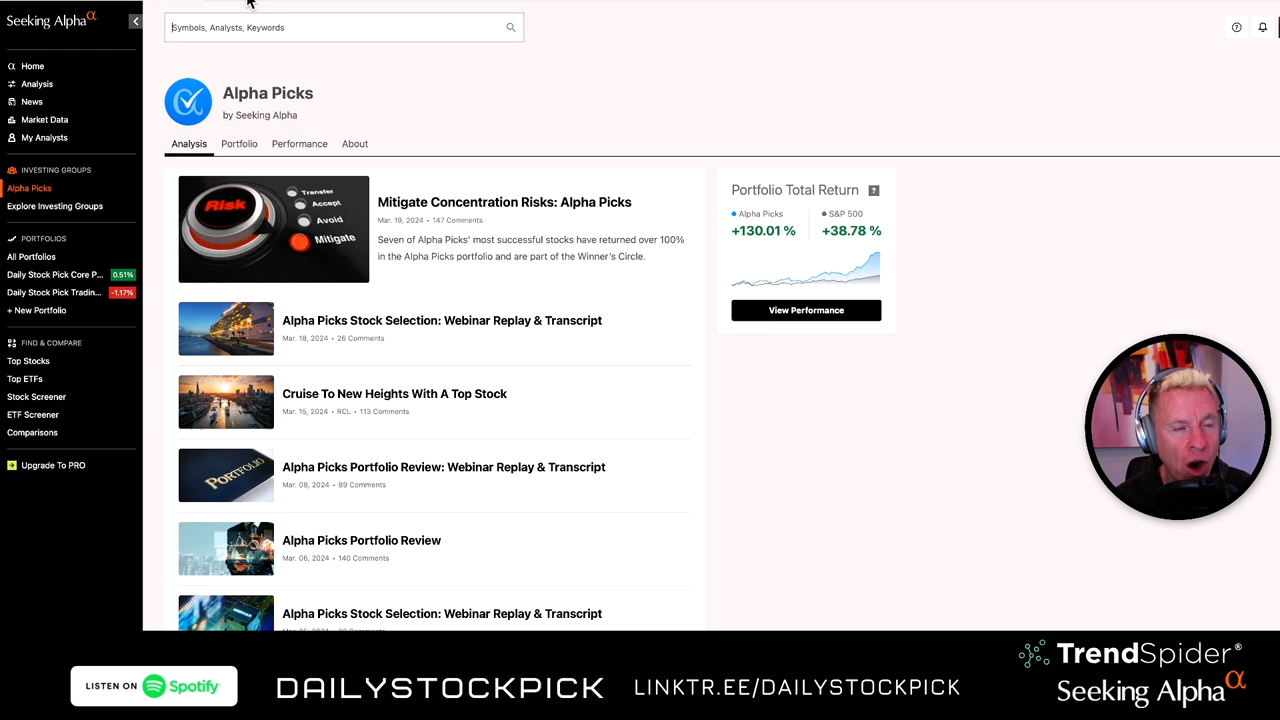 Seeking Alpha α
Home
Analysis
News
Market Data
My Analysts
INVESTING GROUPS
Alpha Picks
Explore Investing Groups
PORTFOLIOS
All Portfolios
Daily Stock Pick Core P... 0.51%
Daily Stock Pick Tradin... -1.17%
+ New Portfolio
FIND & COMPARE
Top Stocks
Top ETFs
Stock Screener
ETF Screener
Comparisons
Upgrade To PRO
Symbols, Analysts, Keywords
Alpha Picks
by Seeking Alpha
Analysis Portfolio Performance About
Risk
Transfer
Accept
Avoid
Mitigate
Mitigate Concentration Risks: Alpha Picks
Mar. 19, 2024 • 147 Comments
Seven of Alpha Picks' most successful stocks have returned over 100%
in the Alpha Picks portfolio and are part of the Winner's Circle.
Alpha Picks Stock Selection: Webinar Replay & Transcript
Mar. 18, 2024 • 26 Comments
Cruise To New Heights With A Top Stock
Mar. 15, 2024 • RCL • 113 Comments
PORTFOLIO
Alpha Picks Portfolio Review: Webinar Replay & Transcript
Mar. 08, 2024 • 89 Comments
Alpha Picks Portfolio Review
Mar. 06, 2024 • 140 Comments
Alpha Picks Stock Selection: Webinar Replay & Transcript
Portfolio Total Return ?
Alpha Picks S&P 500
+130.01 % +38.78 %
View Performance
LISTEN ON Spotify
DAILYSTOCKPICK
LINKTR.EE/DAILYSTOCKPICK
TrendSpider®
Seeking Alpha α